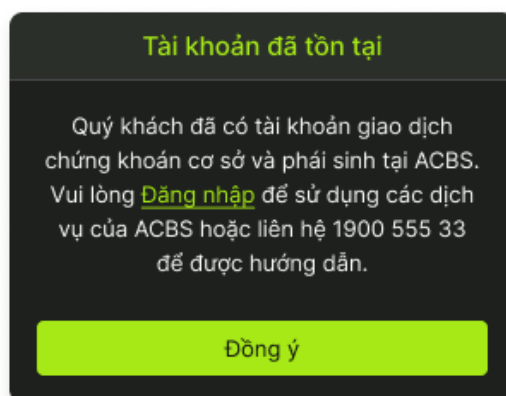 Tài khoản đã tồn tại
Quý khách đã có tài khoản giao dịch
chứng khoán cơ sở và phái sinh tại ACBS.
Vui lòng Đăng nhập để sử dụng các dịch
vụ của ACBS hoặc liên hệ 1900 555 33
để được hướng dẫn.
Đồng ý